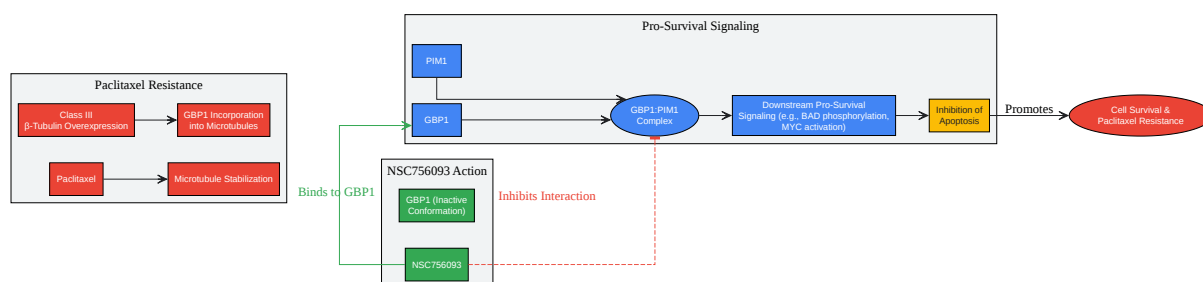 Pro-Survival Signaling
PIM1
GBP1
GBP1:PIM1
Complex
Downstream Pro-Survival
Signaling (e.g., BAD phosphorylation,
MYC activation)
Inhibition of
Apoptosis
Promotes
Cell Survival &
Paclitaxel Resistance
Paclitaxel Resistance
Class III
β-Tubulin Overexpression
GBP1 Incorporation
into Microtubules
Paclitaxel
Microtubule Stabilization
NSC756093 Action
Binds to GBP1
GBP1 (Inactive
Conformation)
Inhibits Interaction
NSC756093